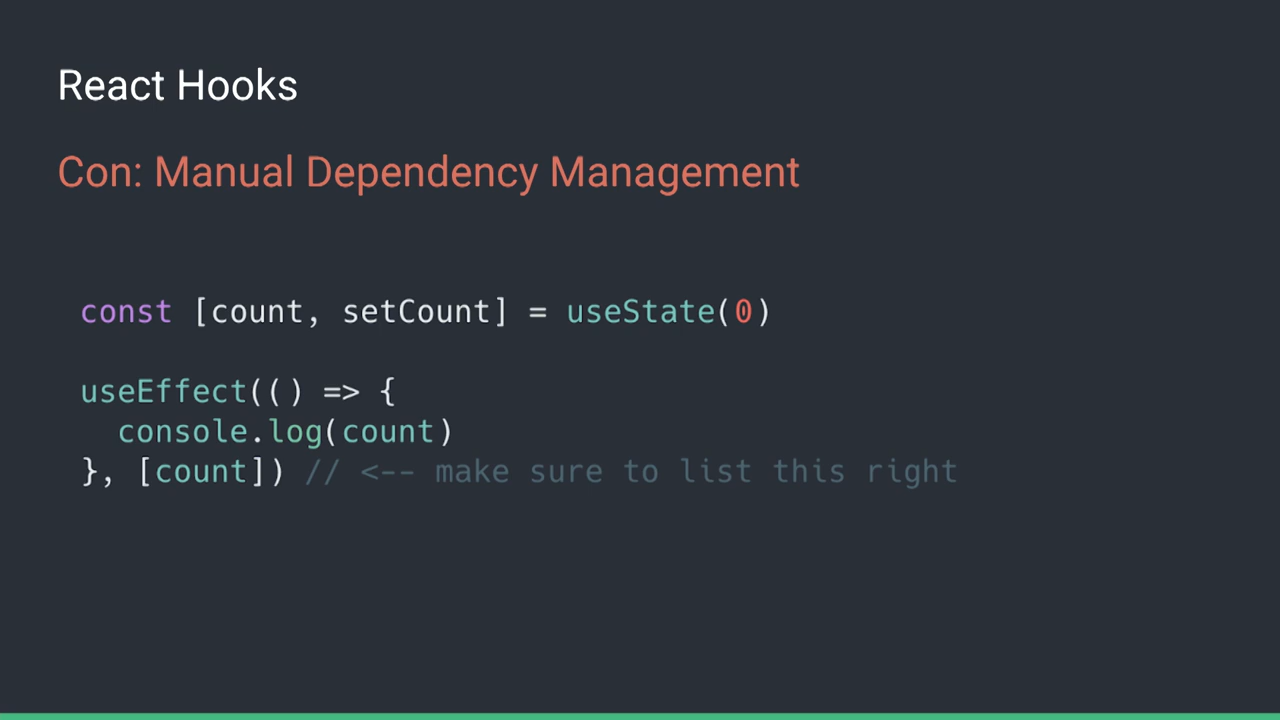 React Hooks
Con: Manual Dependency Management
const [count, setCount] = useState(0)
useEffect(() => {
  console.log(count)
}, [count]) // <-- make sure to list this right